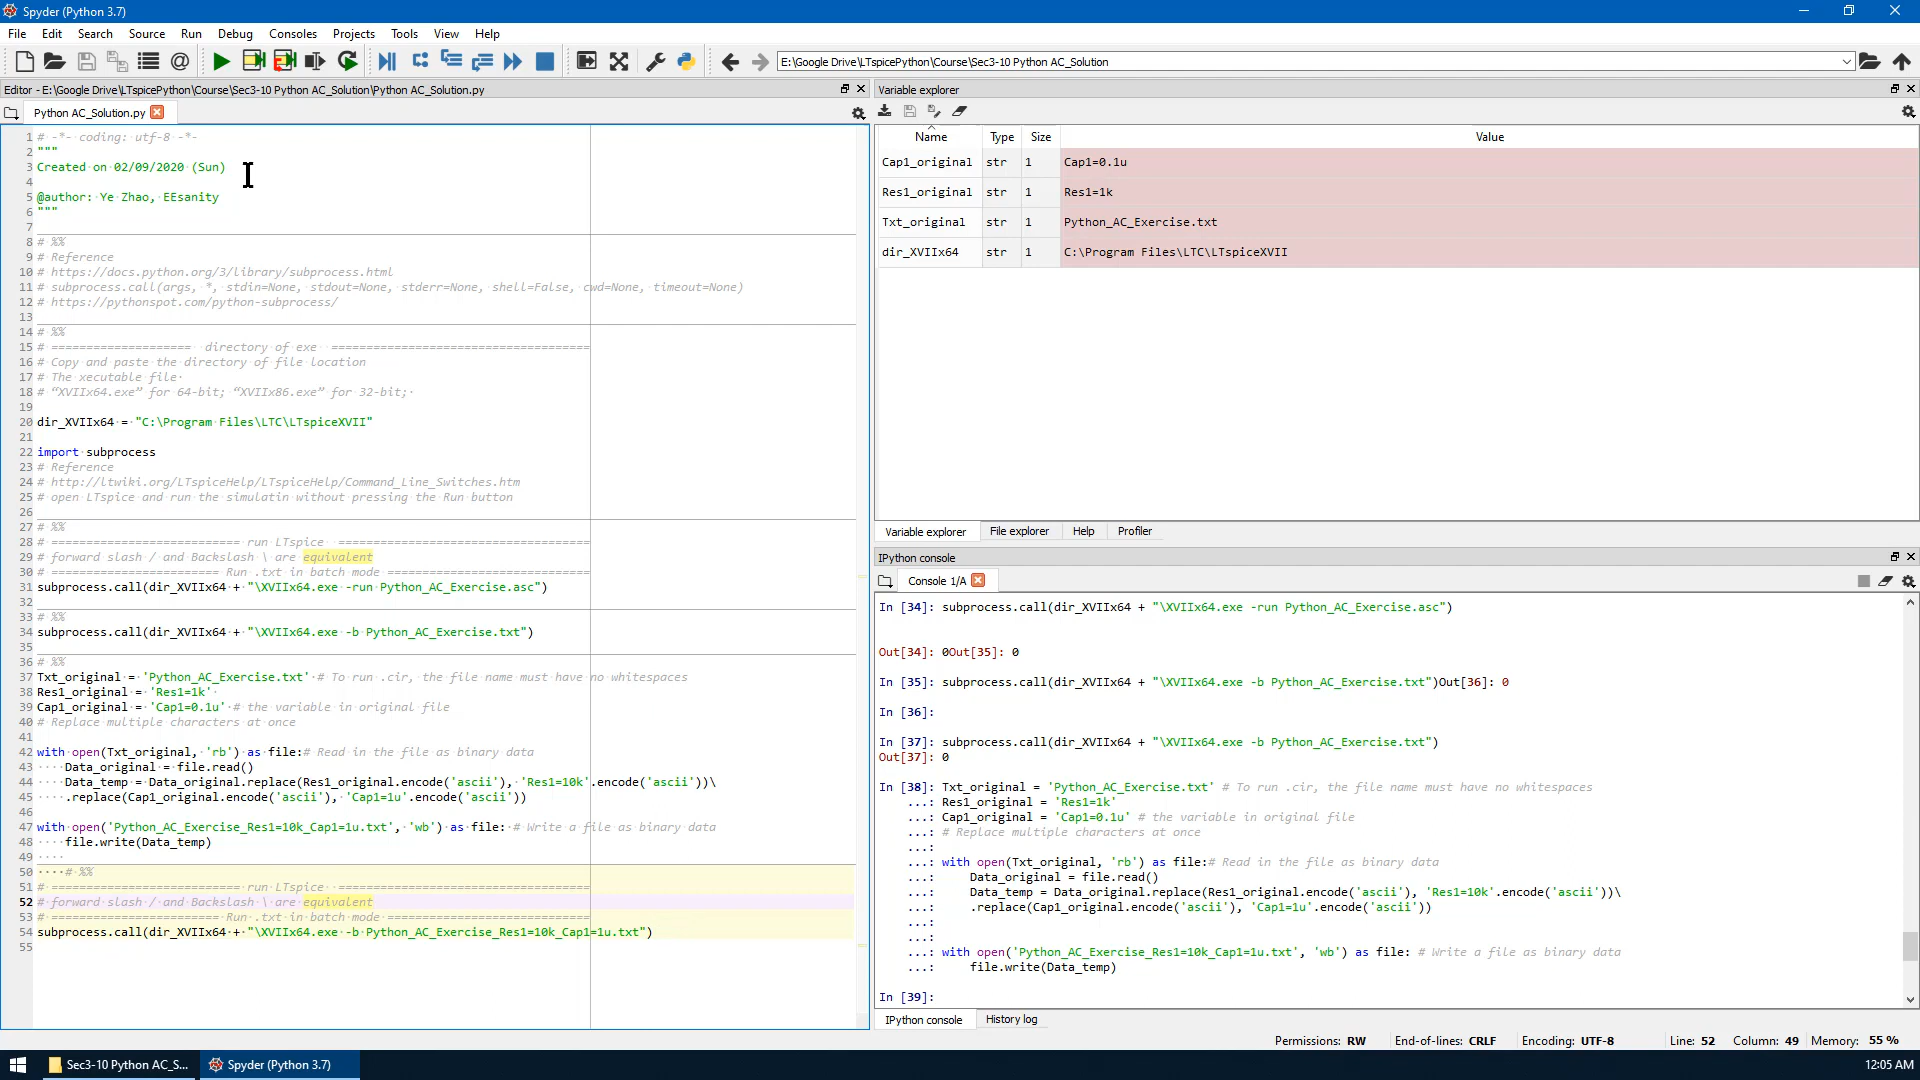 Spyder (Python 3.7)
File Edit Search Source Run Debug Consoles Projects Tools View Help
E:\Google Drive\LTspicePython\Course\Sec3-10 Python AC_Solution
Editor - E:\Google Drive\LTspicePython\Course\Sec3-10 Python AC_Solution\Python AC_Solution.py
Python AC_Solution.py
1 # -*- coding: utf-8 -*-
2 """
3 Created on 02/09/2020 (Sun)
4
5 @author: Ye Zhao, EEsanity
6 """
7
8 # %%
9 # Reference
10 # https://docs.python.org/3/library/subprocess.html
11 # subprocess.call(args, *, stdin=None, stdout=None, stderr=None, shell=False, cwd=None, timeout=None)
12 # https://pythonspot.com/python-subprocess/
13
14 # %%
15 # ==================== directory of exe =====================================
16 # Copy and paste the directory of file location
17 # The xecutable file
18 # “XVIIx64.exe” for 64-bit; “XVIIx86.exe” for 32-bit;
19
20 dir_XVIIx64 = "C:\Program Files\LTC\LTspiceXVII"
21
22 import subprocess
23 # Reference
24 # http://ltwiki.org/LTspiceHelp/LTspiceHelp/Command_Line_Switches.htm
25 # open LTspice and run the simulatin without pressing the Run button
26
27 # %%
28 # =========================== run LTspice ====================================
29 # forward slash / and Backslash \ are equivalent
30 # ======================== Run .txt in batch mode =============================
31 subprocess.call(dir_XVIIx64 + "\XVIIx64.exe -run Python_AC_Exercise.asc")
32
33 # %%
34 subprocess.call(dir_XVIIx64 + "\XVIIx64.exe -b Python_AC_Exercise.txt")
35
36 # %%
37 Txt_original = 'Python_AC_Exercise.txt' # To run .cir, the file name must have no whitespaces
38 Res1_original = 'Res1=1k'
39 Cap1_original = 'Cap1=0.1u' # the variable in original file
40 # Replace multiple characters at once
41
42 with open(Txt_original, 'rb') as file:# Read in the file as binary data
43 Data_original = file.read()
44 Data_temp = Data_original.replace(Res1_original.encode('ascii'), 'Res1=10k'.encode('ascii'))\
45 .replace(Cap1_original.encode('ascii'), 'Cap1=1u'.encode('ascii'))
46
47 with open('Python_AC_Exercise_Res1=10k_Cap1=1u.txt', 'wb') as file: # Write a file as binary data
48 file.write(Data_temp)
49
50 # %%
51 # =========================== run LTspice ====================================
52 # forward slash / and Backslash \ are equivalent
53 # ======================== Run .txt in batch mode =============================
54 subprocess.call(dir_XVIIx64 + "\XVIIx64.exe -b Python_AC_Exercise_Res1=10k_Cap1=1u.txt")
55
Variable explorer
Name Type Size Value
Cap1_original str 1 Cap1=0.1u
Res1_original str 1 Res1=1k
Txt_original str 1 Python_AC_Exercise.txt
dir_XVIIx64 str 1 C:\Program Files\LTC\LTspiceXVII
Variable explorer File explorer Help Profiler
IPython console
Console 1/A
In [34]: subprocess.call(dir_XVIIx64 + "\XVIIx64.exe -run Python_AC_Exercise.asc")
Out[34]: 0Out[35]: 0
In [35]: subprocess.call(dir_XVIIx64 + "\XVIIx64.exe -b Python_AC_Exercise.txt")Out[36]: 0
In [36]:
In [37]: subprocess.call(dir_XVIIx64 + "\XVIIx64.exe -b Python_AC_Exercise.txt")
Out[37]: 0
In [38]: Txt_original = 'Python_AC_Exercise.txt' # To run .cir, the file name must have no whitespaces
...: Res1_original = 'Res1=1k'
...: Cap1_original = 'Cap1=0.1u' # the variable in original file
...: # Replace multiple characters at once
...:
...: with open(Txt_original, 'rb') as file:# Read in the file as binary data
...: Data_original = file.read()
...: Data_temp = Data_original.replace(Res1_original.encode('ascii'), 'Res1=10k'.encode('ascii'))\
...: .replace(Cap1_original.encode('ascii'), 'Cap1=1u'.encode('ascii'))
...:
...:
...: with open('Python_AC_Exercise_Res1=10k_Cap1=1u.txt', 'wb') as file: # Write a file as binary data
...: file.write(Data_temp)
In [39]:
IPython console History log
Permissions: RW End-of-lines: CRLF Encoding: UTF-8 Line: 52 Column: 49 Memory: 55 %
Sec3-10 Python AC_S... Spyder (Python 3.7) 12:05 AM